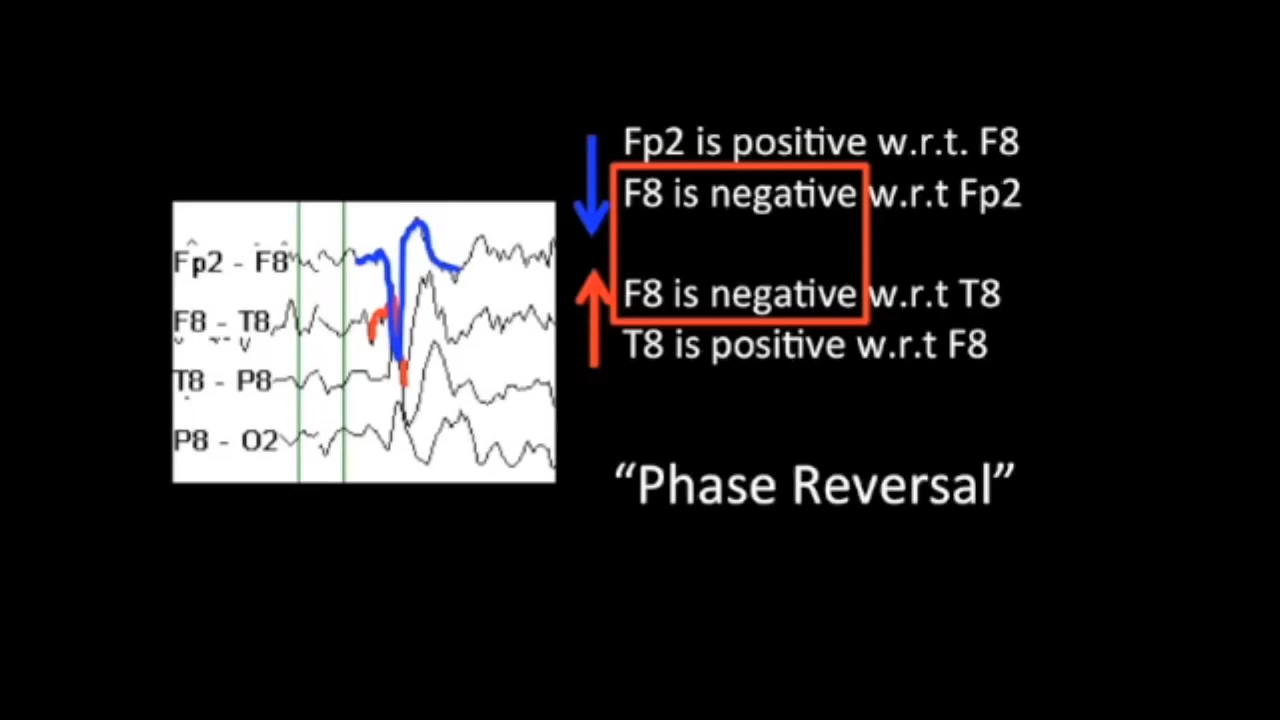 Fp2 is positive w.r.t. F8
F8 is negative w.r.t Fp2
F8 is negative w.r.t T8
T8 is positive w.r.t F8
“Phase Reversal”
Fp2 - F8
F8 - T8
T8 - P8
P8 - O2